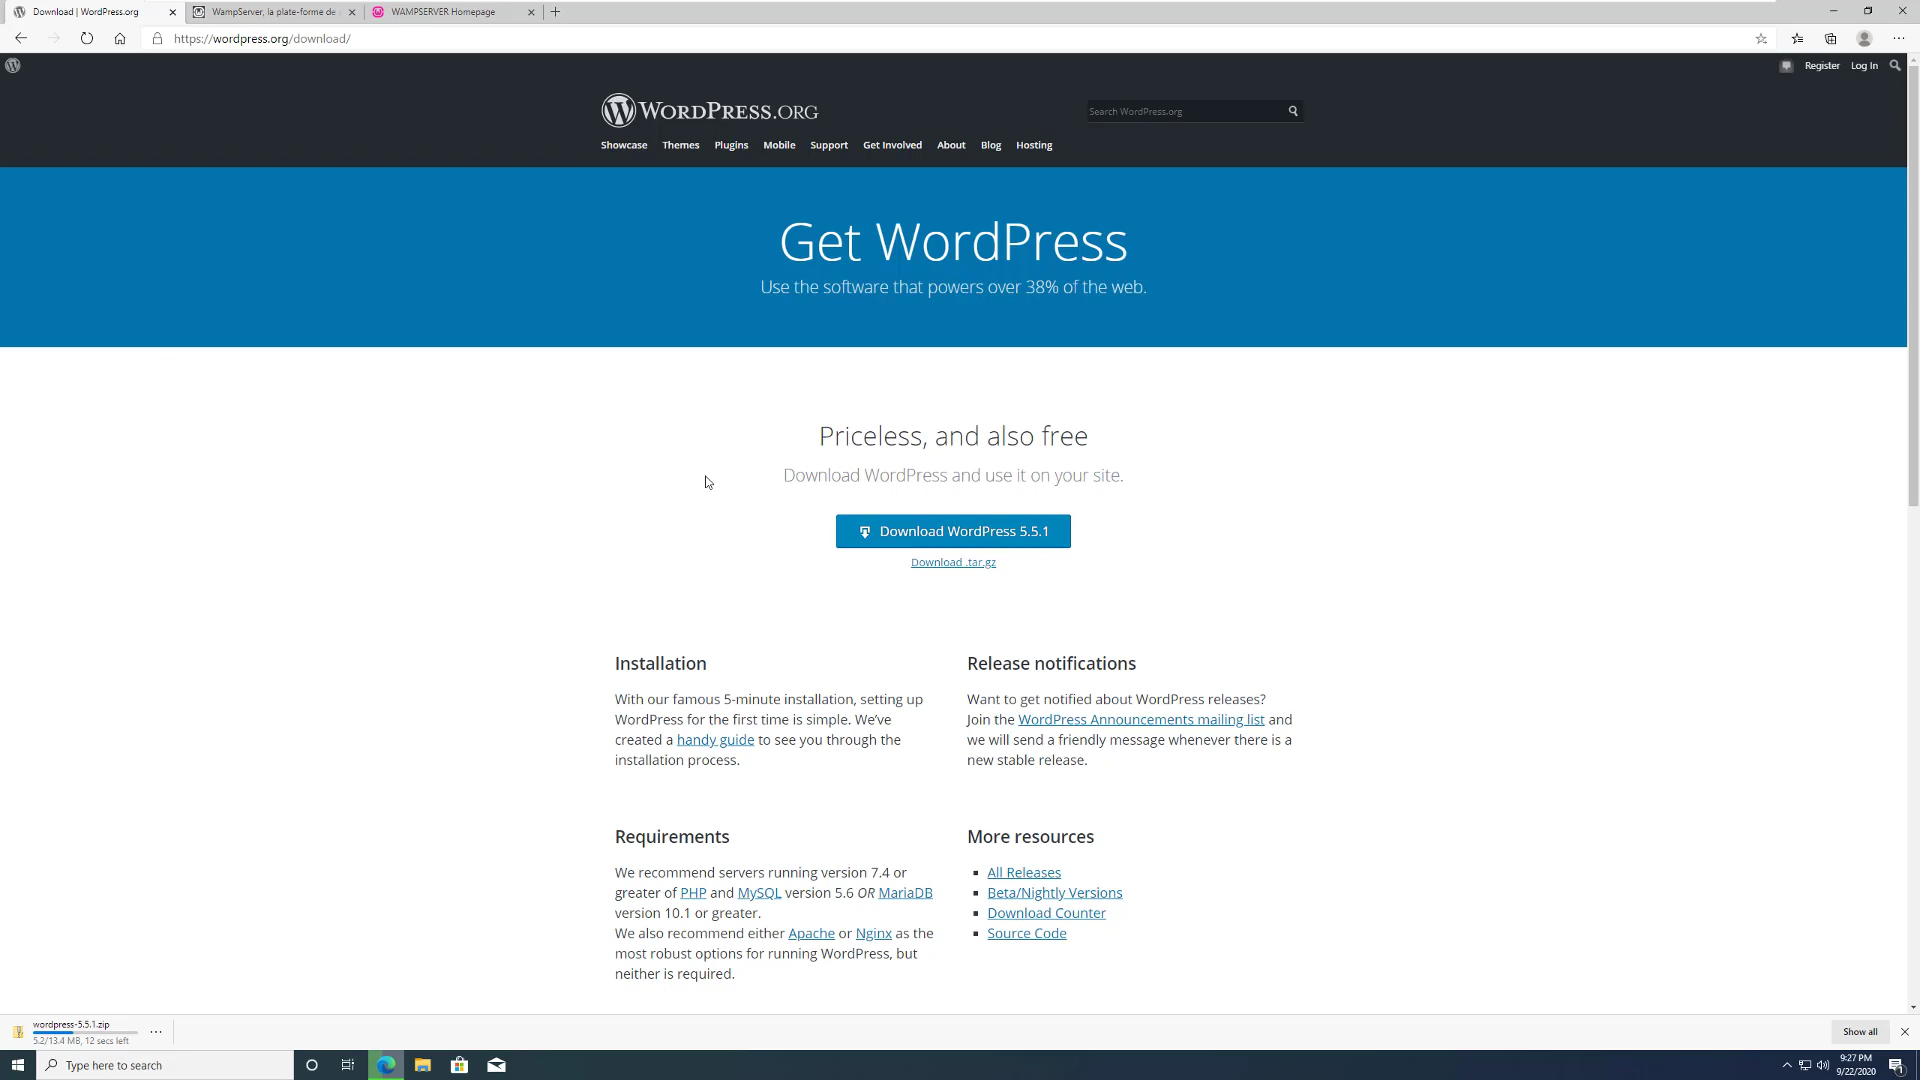 Download | WordPress.org
WampServer, la plate-forme de
WAMPSERVER Homepage
https://wordpress.org/download/
Register
Log In
WORDPRESS.ORG
Search WordPress.org
Showcase
Themes
Plugins
Mobile
Support
Get Involved
About
Blog
Hosting
Get WordPress
Use the software that powers over 38% of the web.
Priceless, and also free
Download WordPress and use it on your site.
Download WordPress 5.5.1
Download .tar.gz
Installation
With our famous 5-minute installation, setting up
WordPress for the first time is simple. We’ve
created a handy guide to see you through the
installation process.
Release notifications
Want to get notified about WordPress releases?
Join the WordPress Announcements mailing list and
we will send a friendly message whenever there is a
new stable release.
Requirements
We recommend servers running version 7.4 or
greater of PHP and MySQL version 5.6 OR MariaDB
version 10.1 or greater.
We also recommend either Apache or Nginx as the
most robust options for running WordPress, but
neither is required.
More resources
All Releases
Beta/Nightly Versions
Download Counter
Source Code
wordpress-5.5.1.zip
5.2/13.4 MB, 12 secs left
Show all
Type here to search
9:27 PM
9/22/2020
1